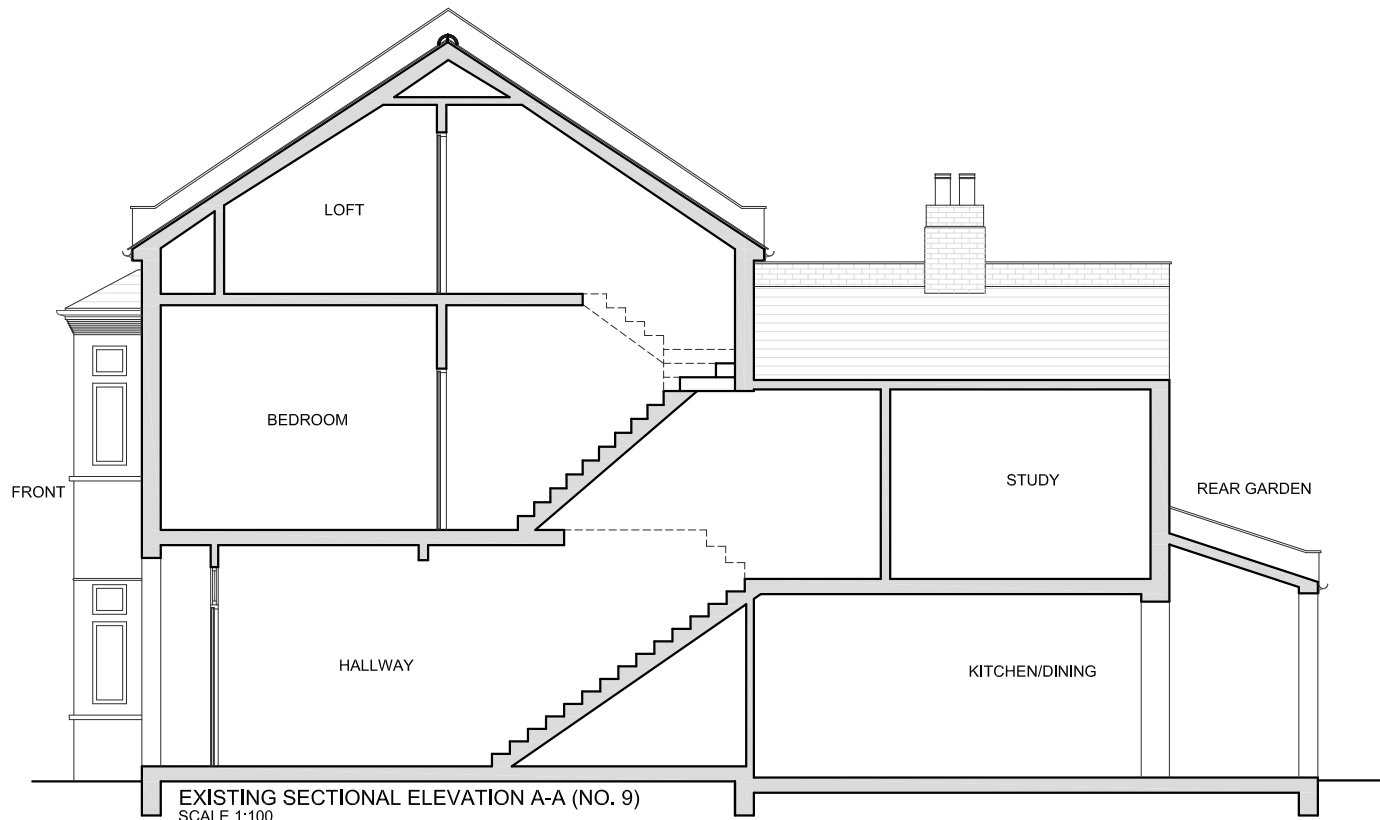 LOFT
BEDROOM
FRONT
STUDY
REAR GARDEN
HALLWAY
KITCHEN/DINING
EXISTING SECTIONAL ELEVATION A-A (NO. 9)
SCALE 1:100